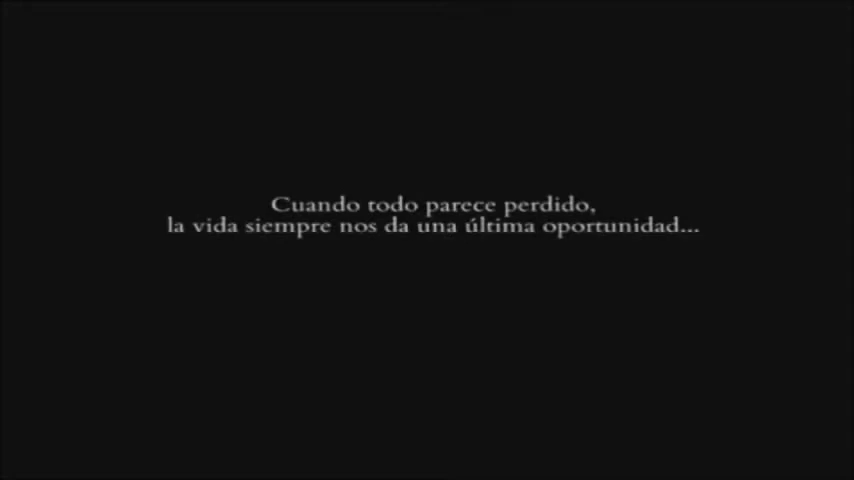 Cuando todo parece perdido,
la vida siempre nos da una última oportunidad...